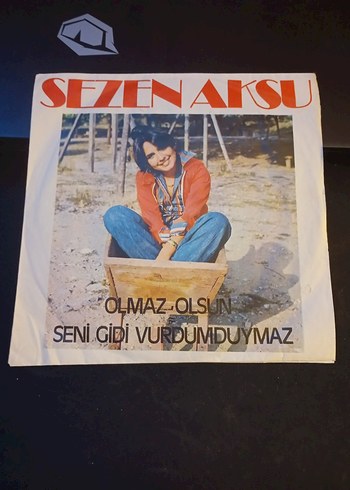 SEZEN AKSU
OLMAZ OLSUN
SENİ GİDİ VURDUMDUYMAZ